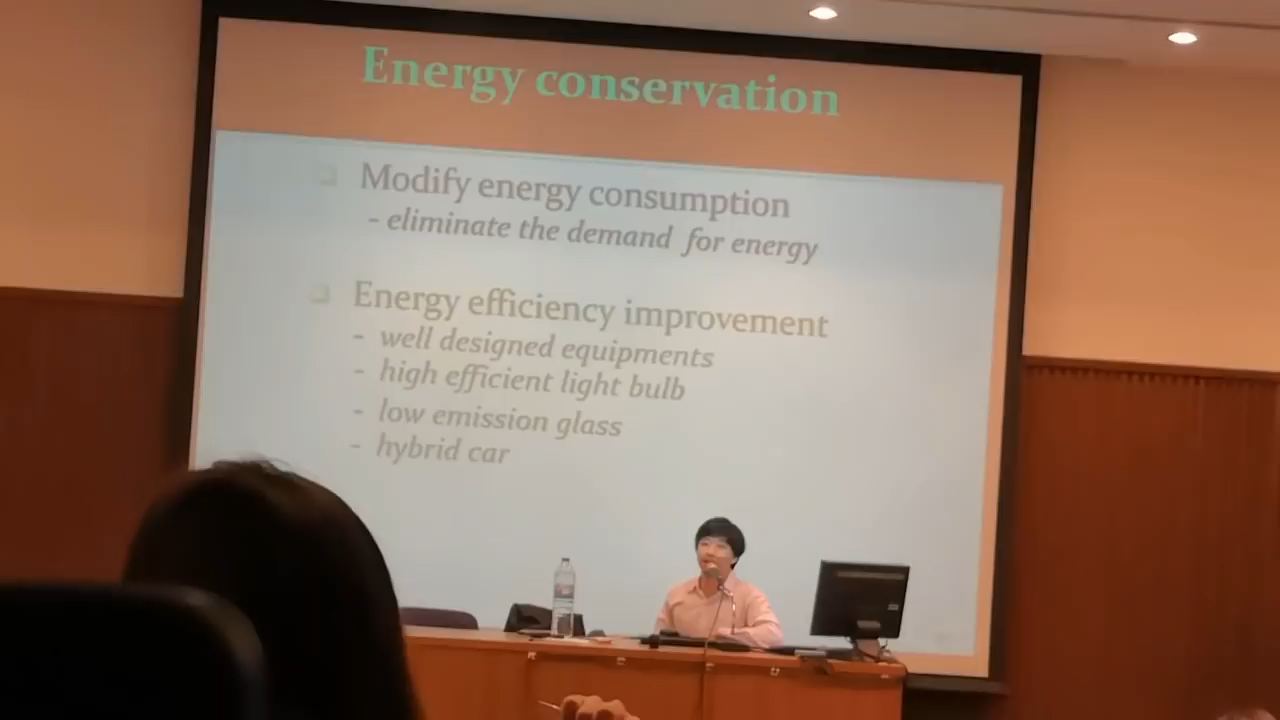 Energy conservation
Modify energy consumption
- eliminate the demand for energy
Energy efficiency improvement
- well designed equipments
- high efficient light bulb
- low emission glass
- hybrid car